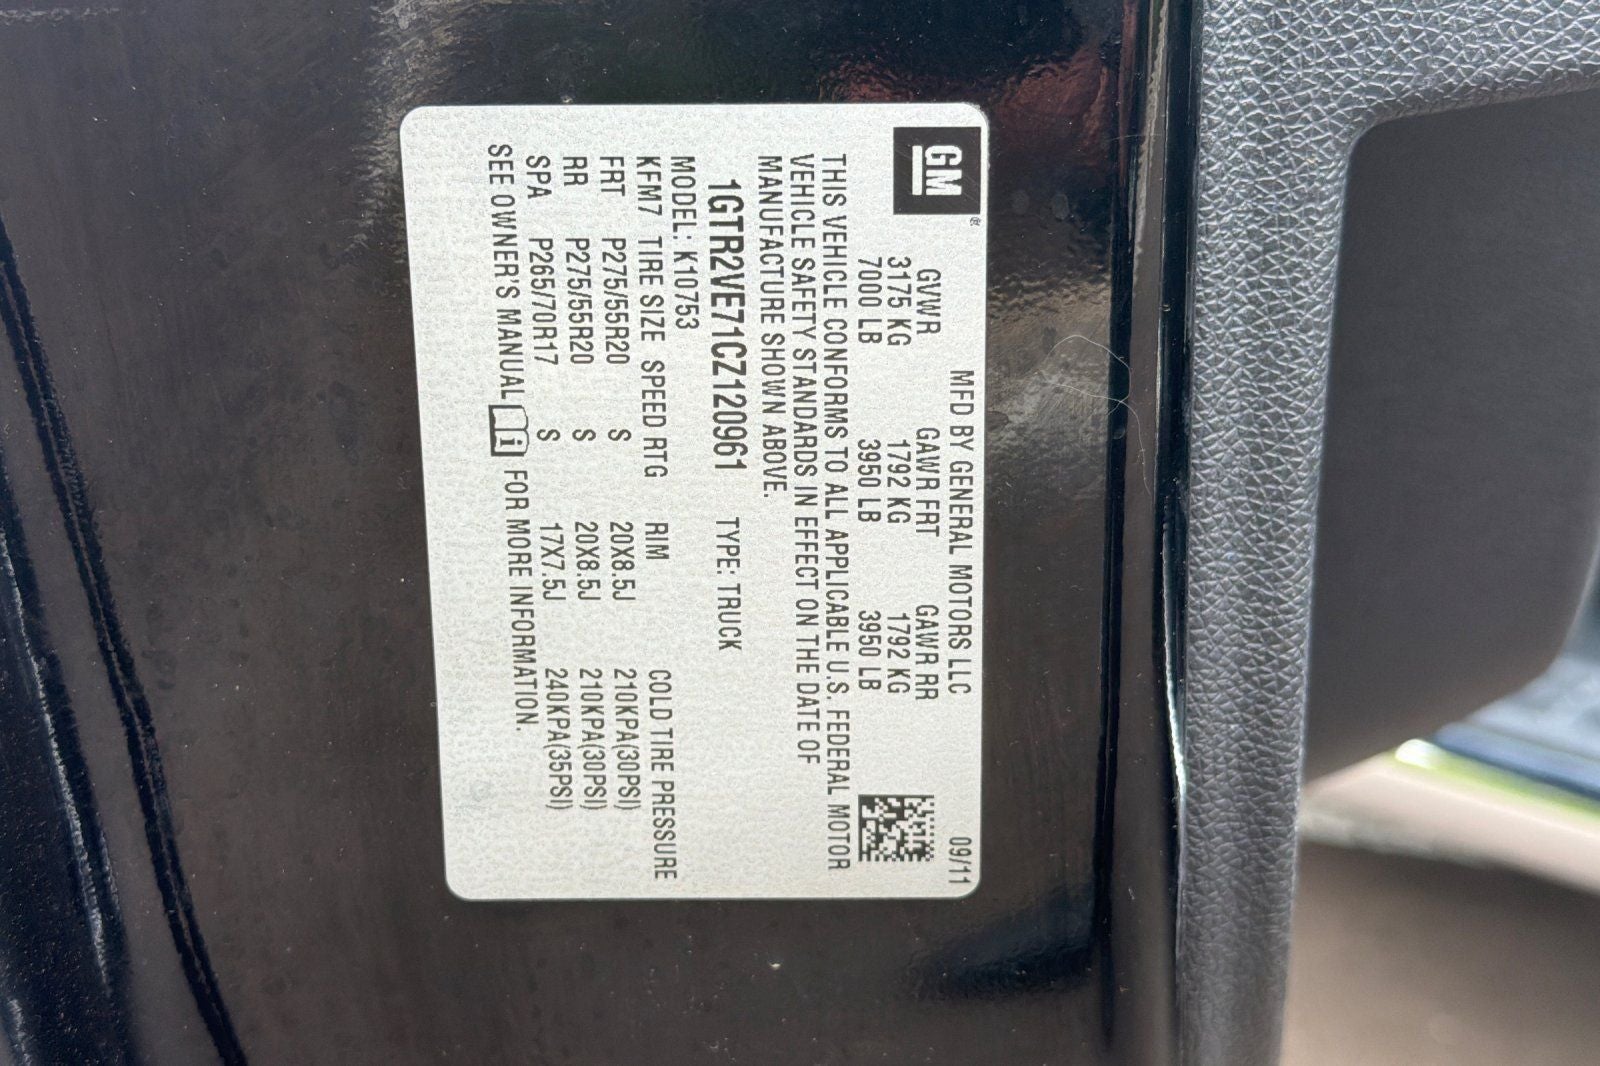 GM ®
MFD BY GENERAL MOTORS LLC 09/11
GVWR GAWR FRT GAWR RR
3175 KG 1792 KG 1792 KG
7000 LB 3950 LB 3950 LB
THIS VEHICLE CONFORMS TO ALL APPLICABLE U.S. FEDERAL MOTOR
VEHICLE SAFETY STANDARDS IN EFFECT ON THE DATE OF
MANUFACTURE SHOWN ABOVE.
1GTR2VE71CZ120961 TYPE: TRUCK
MODEL: K10753
KFM7 TIRE SIZE SPEED RTG RIM COLD TIRE PRESSURE
FRT P275/55R20 S 20X8.5J 210KPA(30PSI)
RR P275/55R20 S 20X8.5J 210KPA(30PSI)
SPA P265/70R17 S 17X7.5J 240KPA(35PSI)
SEE OWNER'S MANUAL i FOR MORE INFORMATION.